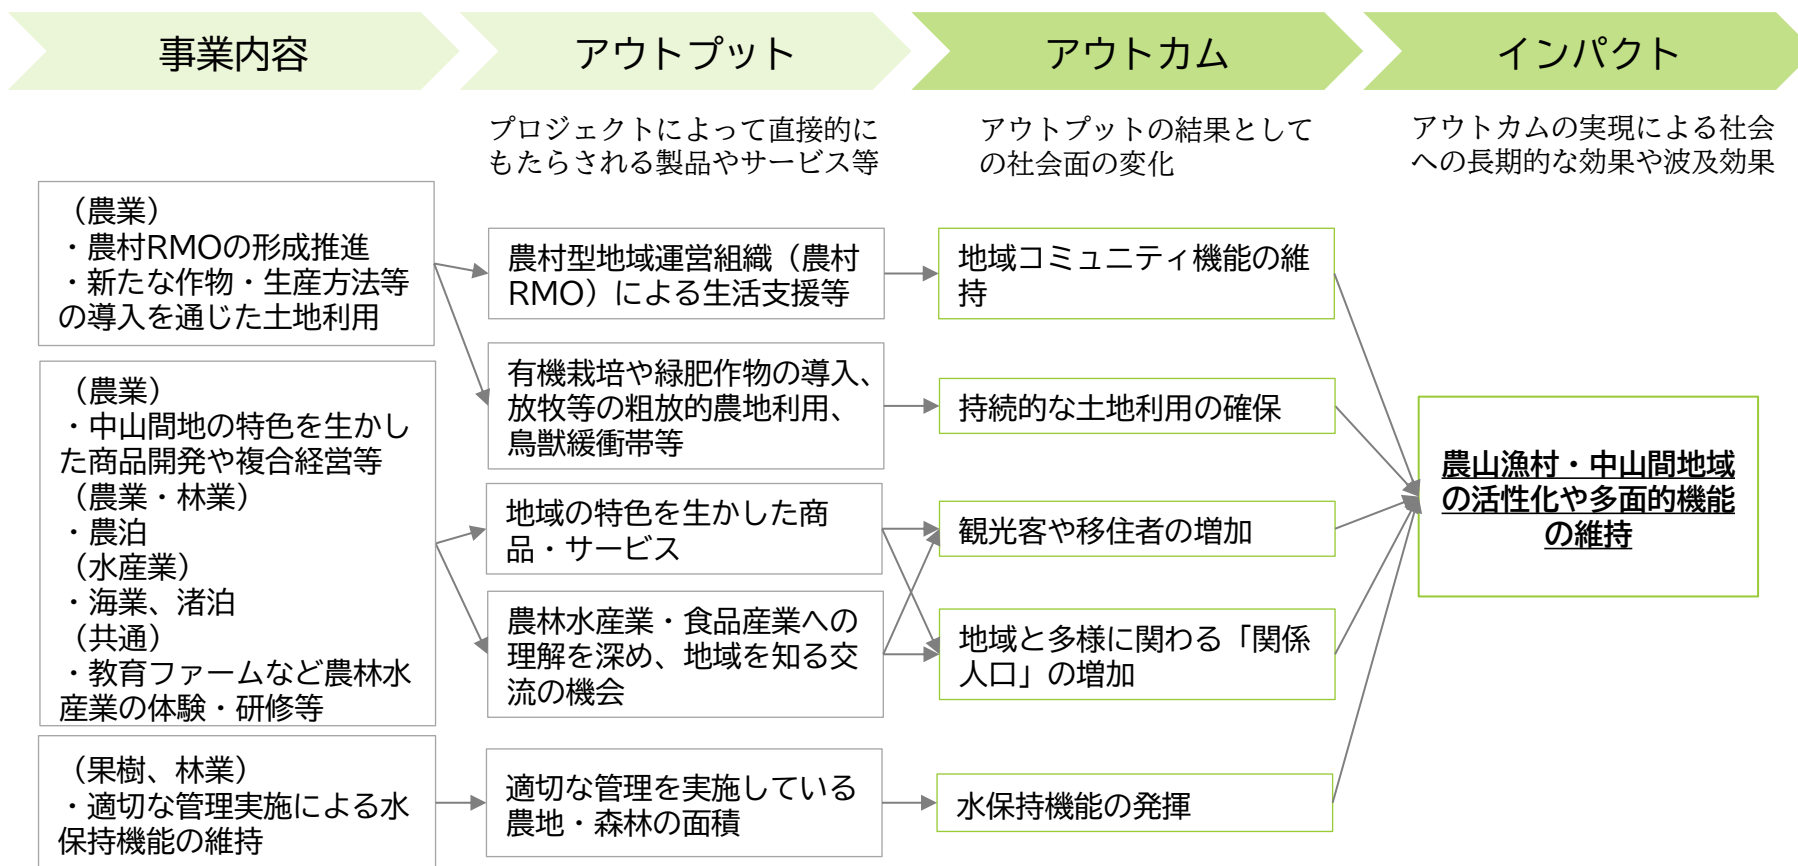 事業内容
アウトプット
アウトカム
インパクト
プロジェクトによって直接的に
もたらされる製品やサービス等
アウトプットの結果として
の社会面の変化
アウトカムの実現による社会
への長期的な効果や波及効果
（農業）
・農村RMOの形成推進
・新たな作物・生産方法等
の導入を通じた土地利用
（農業）
・中山間地の特色を生かし
た商品開発や複合経営等
（農業・林業）
・農泊
（水産業）
・海業、渚泊
（共通）
・教育ファームなど農林水
産業の体験・研修等
（果樹、林業）
・適切な管理実施による水
保持機能の維持
農村型地域運営組織（農村
RMO）による生活支援等
有機栽培や緑肥作物の導入、
放牧等の粗放的農地利用、
鳥獣緩衝帯等
地域の特色を生かした商
品・サービス
農林水産業・食品産業への
理解を深め、地域を知る交
流の機会
適切な管理を実施している
農地・森林の面積
地域コミュニティ機能の維
持
持続的な土地利用の確保
観光客や移住者の増加
地域と多様に関わる「関係
人口」の増加
水保持機能の発揮
農山漁村・中山間地域
の活性化や多面的機能
の維持